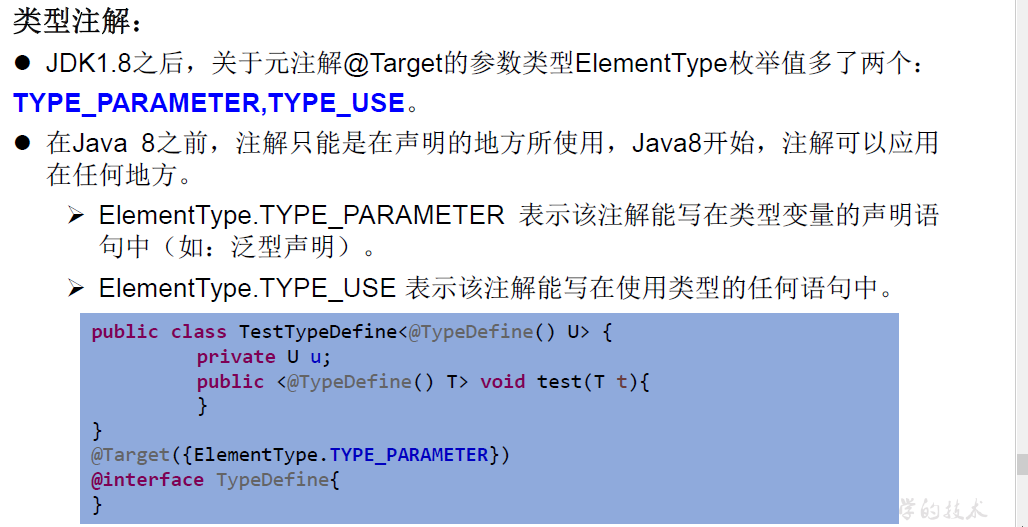 类型注解：
● JDK1.8之后，关于元注解@Target的参数类型ElementType枚举值多了两个：
TYPE_PARAMETER,TYPE_USE。
● 在Java 8之前，注解只能是在声明的地方所使用，Java8开始，注解可以应用
在任何地方。
➢ ElementType.TYPE_PARAMETER 表示该注解能写在类型变量的声明语
句中（如：泛型声明）。
➢ ElementType.TYPE_USE 表示该注解能写在使用类型的任何语句中。
public class TestTypeDefine<@TypeDefine() U> {
private U u;
public <@TypeDefine() T> void test(T t){
}
}
@Target({ElementType.TYPE_PARAMETER})
@interface TypeDefine{
}
学的技术